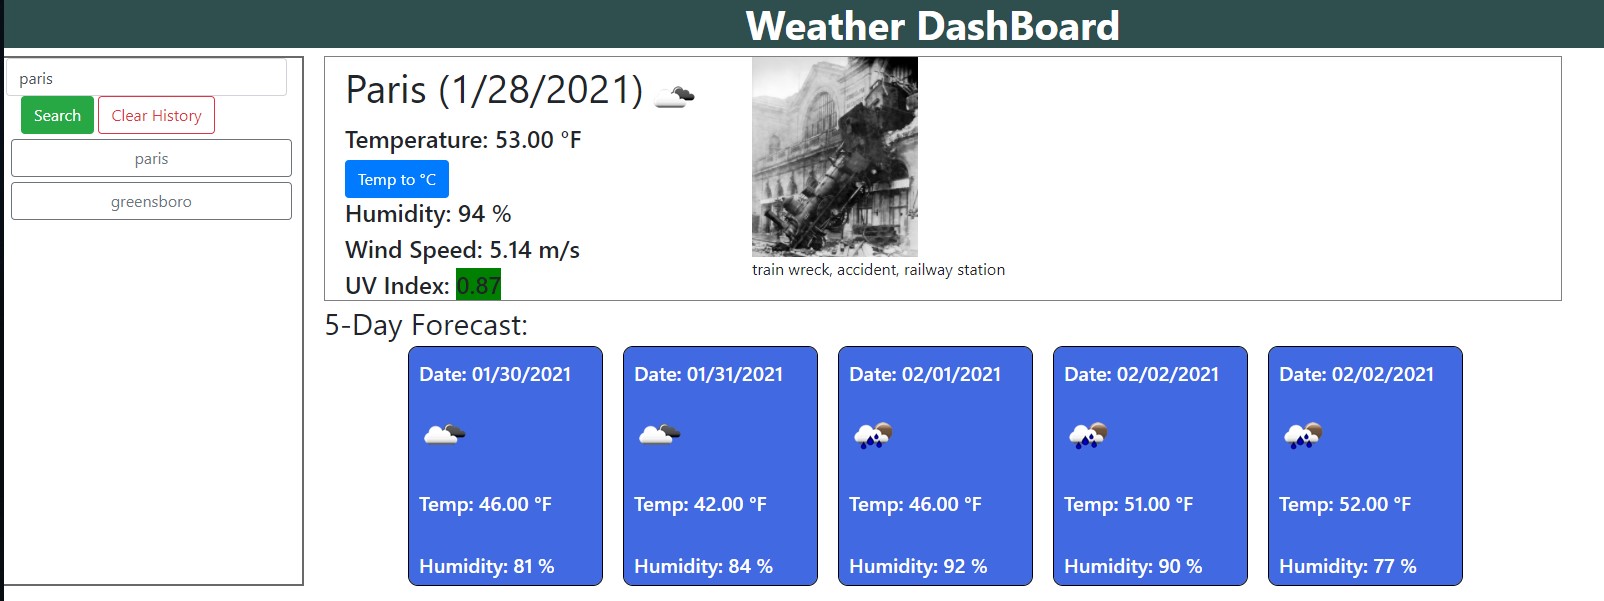 Weather DashBoard
paris
Search
Clear History
paris
greensboro
Paris (1/28/2021)
Temperature: 53.00 °F
Temp to °C
Humidity: 94 %
Wind Speed: 5.14 m/s
UV Index: 0.87
train wreck, accident, railway station
5-Day Forecast:
Date: 01/30/2021
Temp: 46.00 °F
Humidity: 81 %
Date: 01/31/2021
Temp: 42.00 °F
Humidity: 84 %
Date: 02/01/2021
Temp: 46.00 °F
Humidity: 92 %
Date: 02/02/2021
Temp: 51.00 °F
Humidity: 90 %
Date: 02/02/2021
Temp: 52.00 °F
Humidity: 77 %